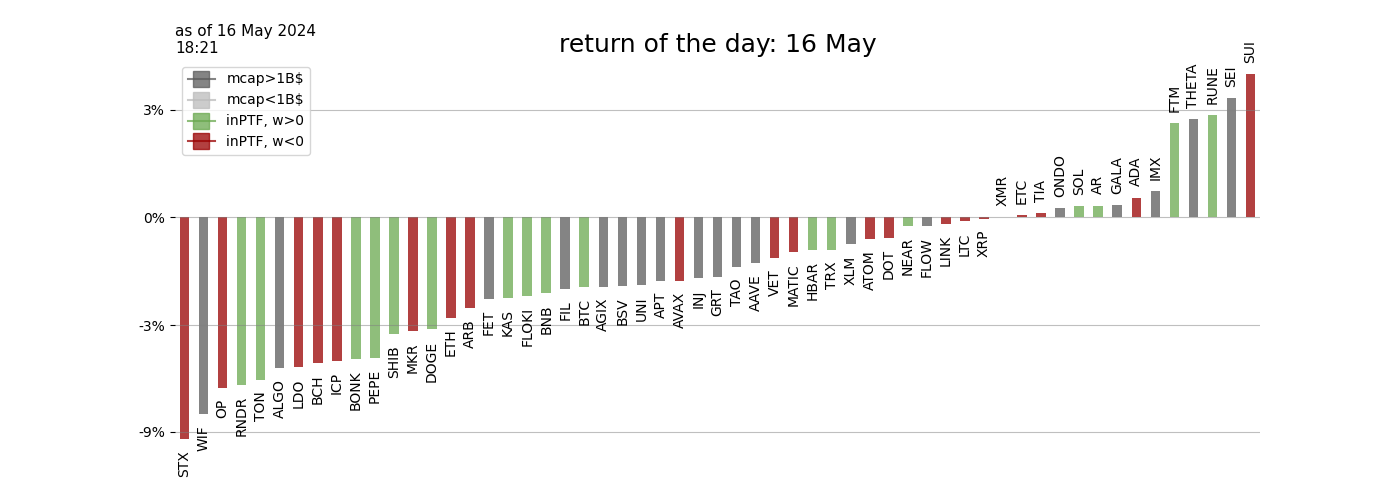 as of 16 May 2024
18:21
return of the day: 16 May
mcap>1B$
mcap<1B$
inPTF, w>0
inPTF, w<0
3%
0%
-3%
-9%
STX
WIF
OP
RNDR
TON
ALGO
LDO
BCH
ICP
BONK
PEPE
SHIB
MKR
DOGE
ETH
ARB
FET
KAS
FLOKI
BNB
FIL
BTC
AGIX
BSV
UNI
APT
AVAX
INJ
GRT
TAO
AAVE
VET
MATIC
HBAR
TRX
XLM
ATOM
DOT
NEAR
FLOW
LINK
LTC
XRP
XMR
ETC
TIA
ONDO
SOL
AR
GALA
ADA
IMX
FTM
THETA
RUNE
SEI
SUI